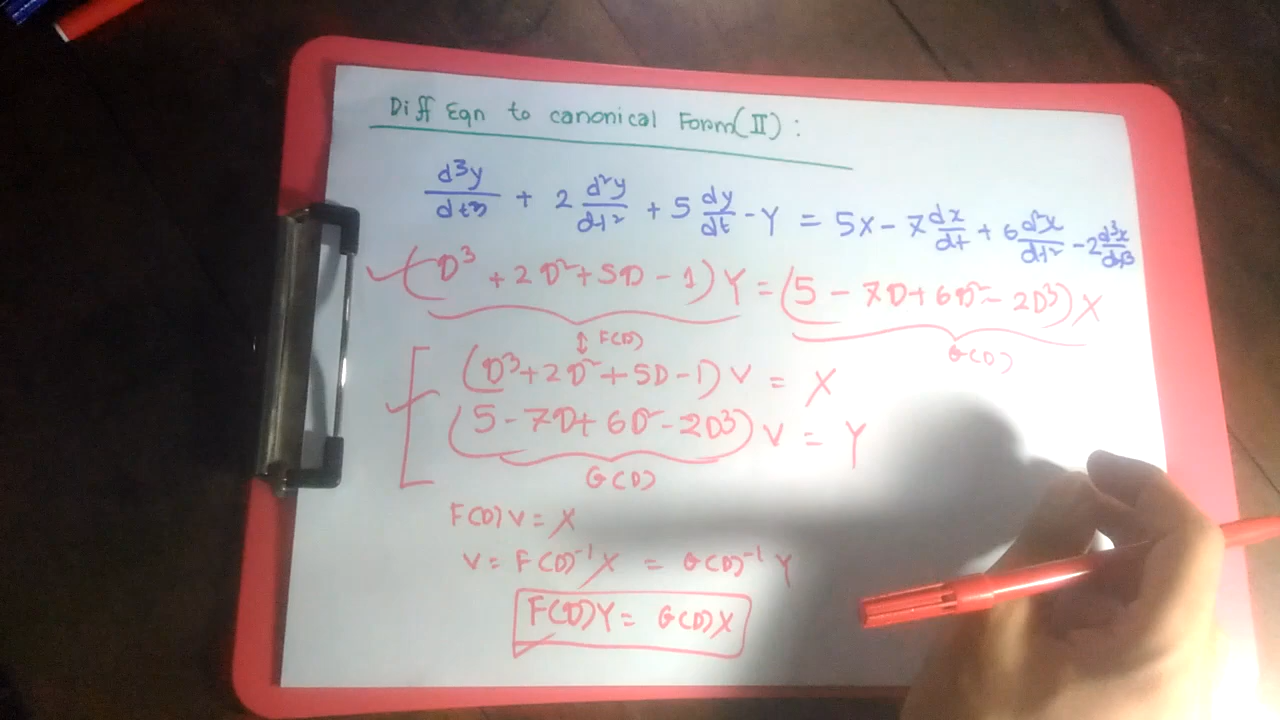 Diff Eqn to canonical Form(II):
d³y/dt³ + 2 d²y/dt² + 5 dy/dt - Y = 5X - 7 dx/dt + 6 d²x/dt² - 2 d³x/dt³
(D³ + 2D² + 5D - 1)Y = (5 - 7D + 6D² - 2D³)X
⇕ F(D) G(D)
(D³ + 2D² + 5D - 1)V = X
(5 - 7D + 6D² - 2D³)V = Y
G(D)
F(D)V = X
V = F(D)⁻¹X = G(D)⁻¹Y
F(D)Y = G(D)X